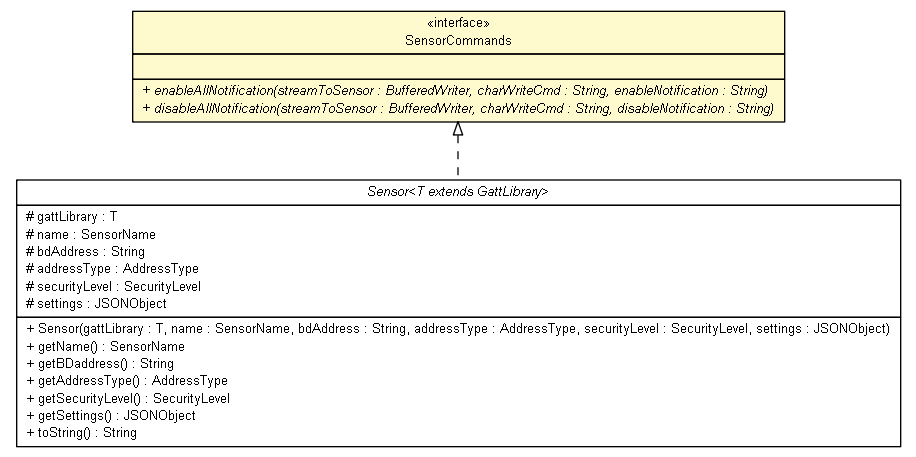 «interface»
SensorCommands
+ enableAllNotification(streamToSensor : BufferedWriter, charWriteCmd : String, enableNotification : String)
+ disableAllNotification(streamToSensor : BufferedWriter, charWriteCmd : String, disableNotification : String)
Sensor<T extends GattLibrary>
# gattLibrary : T
# name : SensorName
# bdAddress : String
# addressType : AddressType
# securityLevel : SecurityLevel
# settings : JSONObject
+ Sensor(gattLibrary : T, name : SensorName, bdAddress : String, addressType : AddressType, securityLevel : SecurityLevel, settings : JSONObject)
+ getName() : SensorName
+ getBDaddress() : String
+ getAddressType() : AddressType
+ getSecurityLevel() : SecurityLevel
+ getSettings() : JSONObject
+ toString() : String